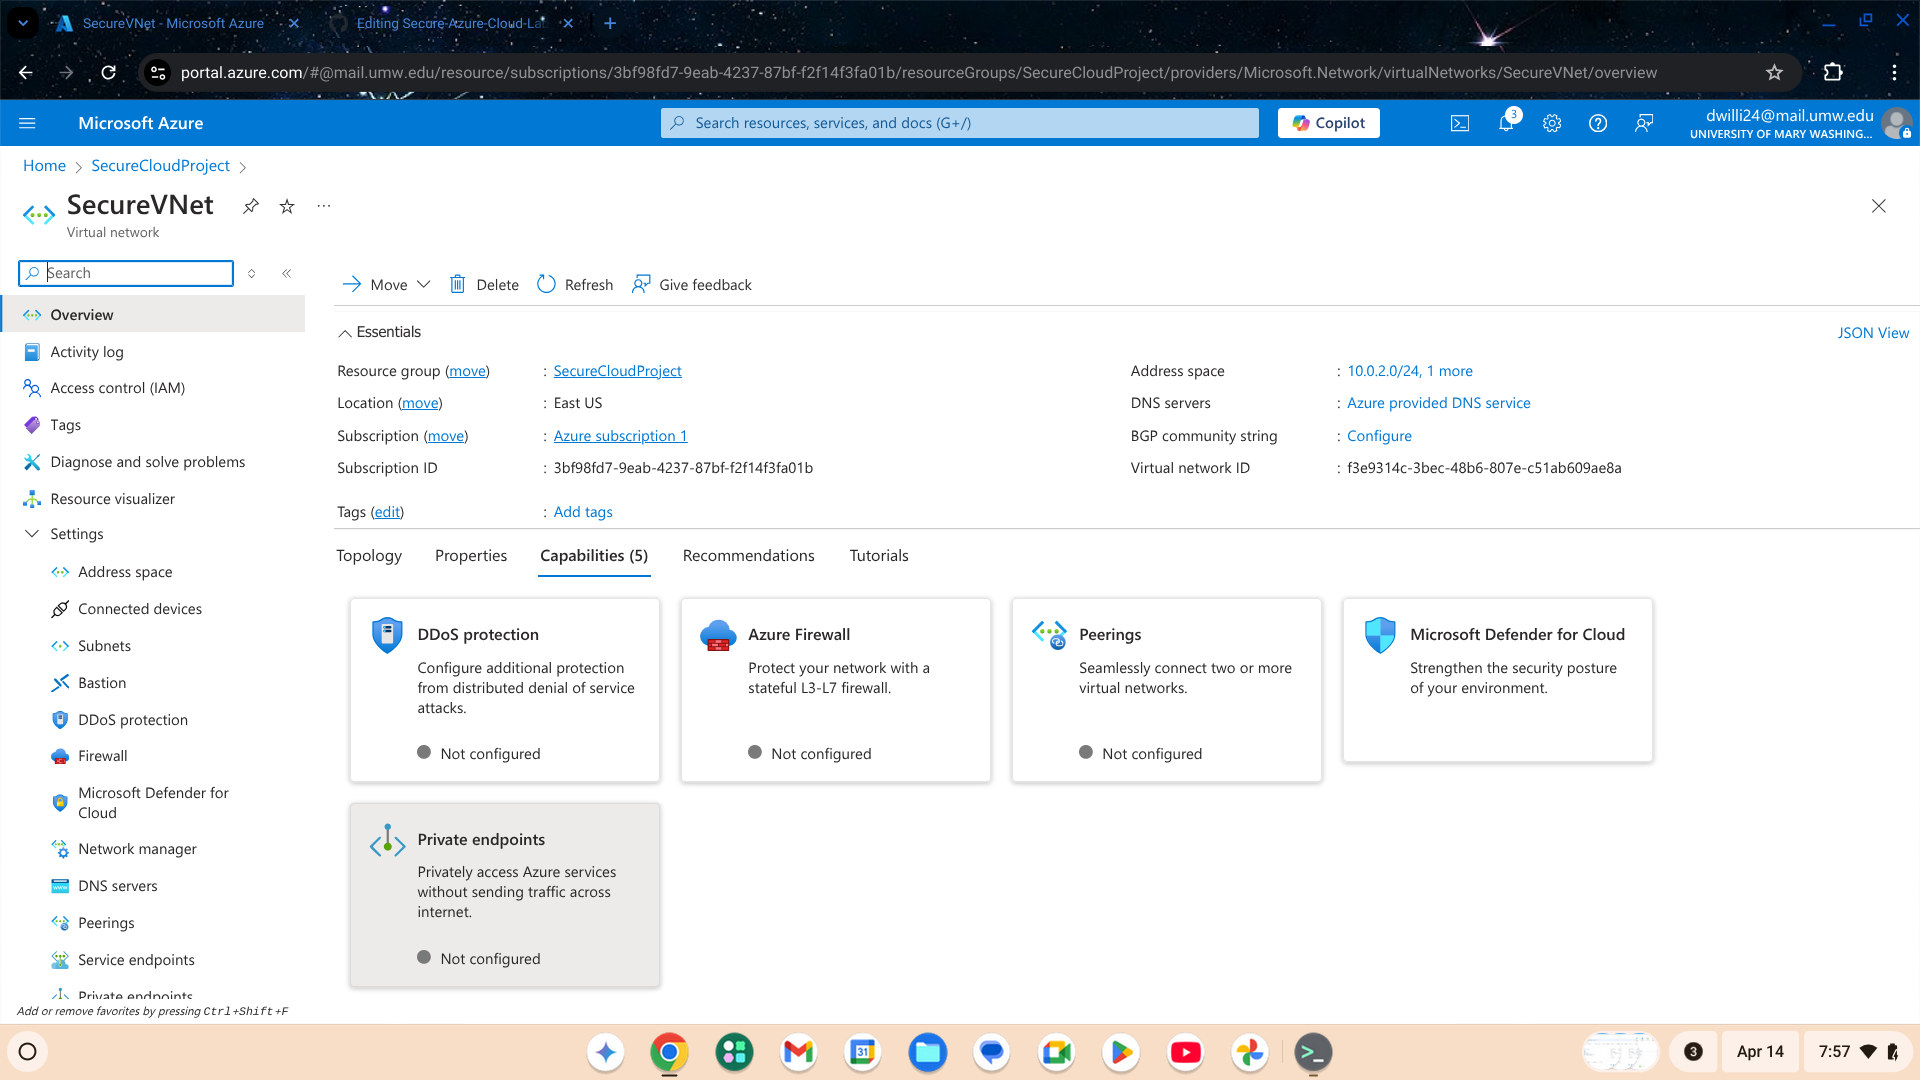 SecureVNet - Microsoft Azure
Editing Secure-Azure-Cloud-La
portal.azure.com/#@mail.umw.edu/resource/subscriptions/3bf98fd7-9eab-4237-87bf-f2f14f3fa01b/resourceGroups/SecureCloudProject/providers/Microsoft.Network/virtualNetworks/SecureVNet/overview
Microsoft Azure
Search resources, services, and docs (G+/)
Copilot
3
dwilli24@mail.umw.edu
UNIVERSITY OF MARY WASHING...
Home
SecureCloudProject
SecureVNet
Virtual network
Search
Overview
Activity log
Access control (IAM)
Tags
Diagnose and solve problems
Resource visualizer
Settings
Address space
Connected devices
Subnets
Bastion
DDoS protection
Firewall
Microsoft Defender for
Cloud
Network manager
DNS servers
Peerings
Service endpoints
Private endpoints
Add or remove favorites by pressing Ctrl+Shift+F
Move
Delete
Refresh
Give feedback
Essentials
JSON View
Resource group (move) : SecureCloudProject
Location (move) : East US
Subscription (move) : Azure subscription 1
Subscription ID : 3bf98fd7-9eab-4237-87bf-f2f14f3fa01b
Tags (edit) : Add tags
Address space : 10.0.2.0/24, 1 more
DNS servers : Azure provided DNS service
BGP community string : Configure
Virtual network ID : f3e9314c-3bec-48b6-807e-c51ab609ae8a
Topology
Properties
Capabilities (5)
Recommendations
Tutorials
DDoS protection
Configure additional protection
from distributed denial of service
attacks.
Not configured
Azure Firewall
Protect your network with a
stateful L3-L7 firewall.
Not configured
Peerings
Seamlessly connect two or more
virtual networks.
Not configured
Microsoft Defender for Cloud
Strengthen the security posture
of your environment.
Private endpoints
Privately access Azure services
without sending traffic across
internet.
Not configured
31
3
Apr 14
7:57